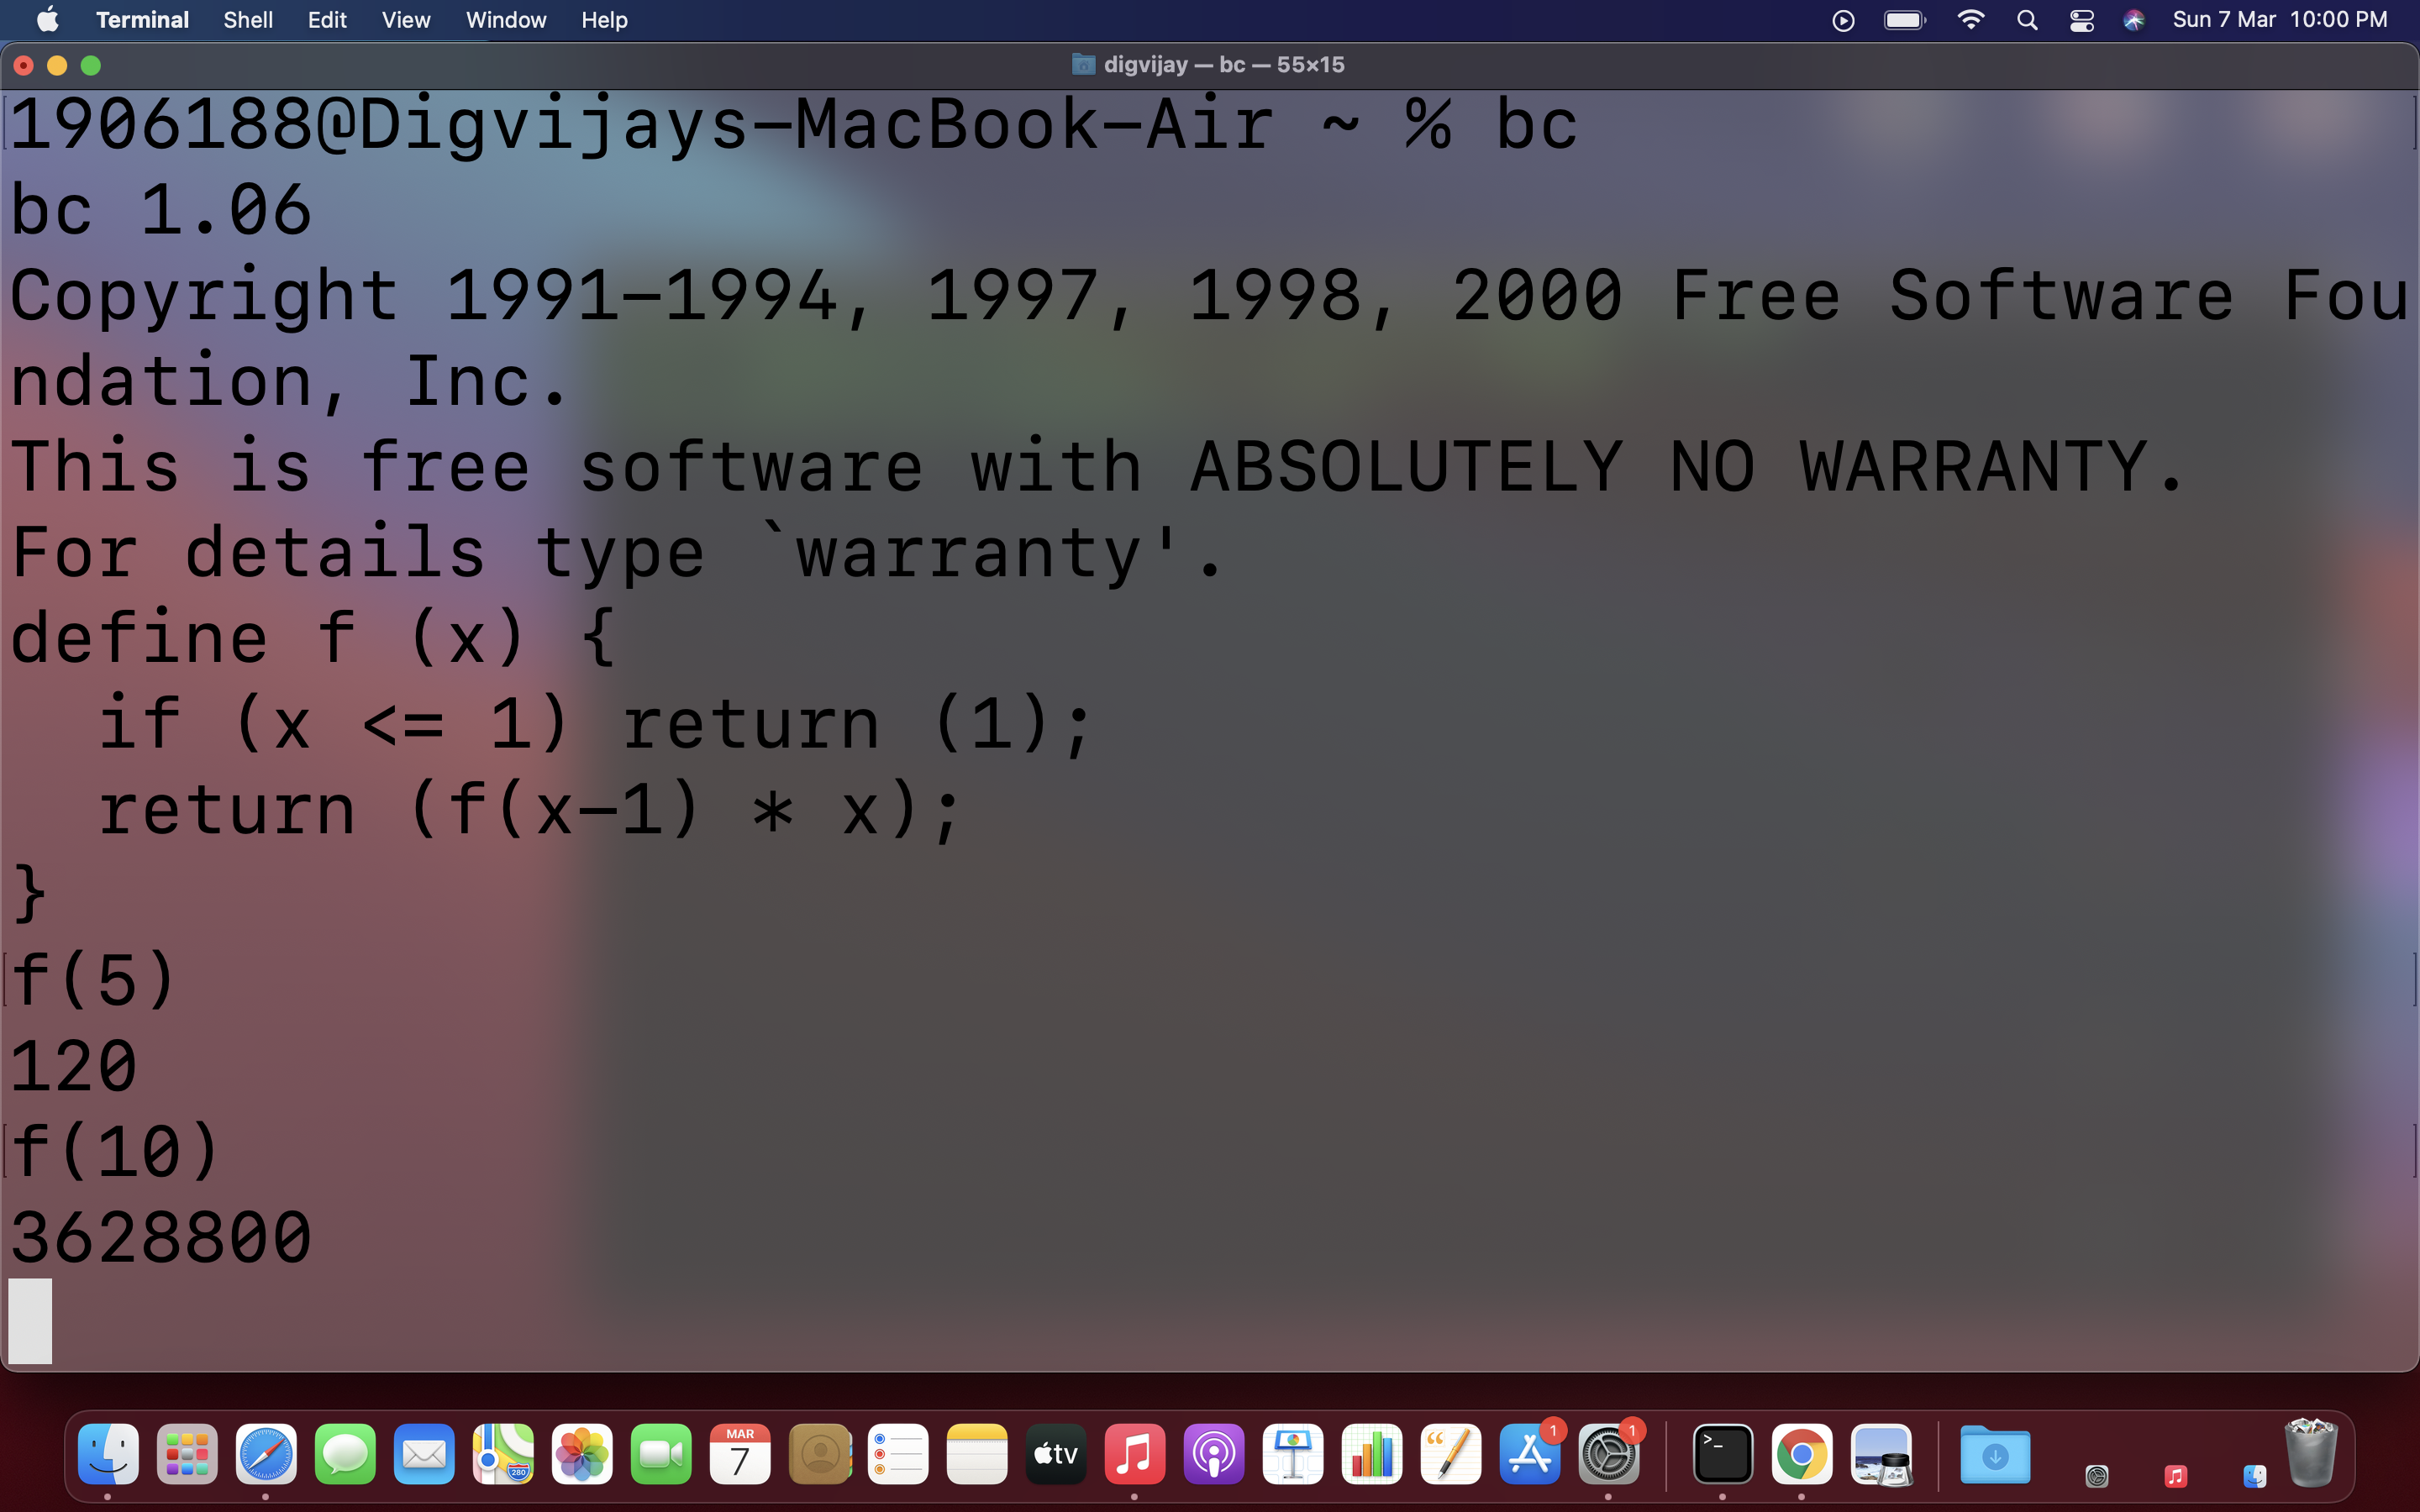 Terminal Shell Edit View Window Help Sun 7 Mar 10:00 PM
digvijay — bc — 55×15
1906188@Digvijays-MacBook-Air ~ % bc
bc 1.06
Copyright 1991-1994, 1997, 1998, 2000 Free Software Fou
ndation, Inc.
This is free software with ABSOLUTELY NO WARRANTY.
For details type `warranty'.
define f (x) {
  if (x <= 1) return (1);
  return (f(x-1) * x);
}
f(5)
120
f(10)
3628800
MAR
7
280
tv
1
1
>_